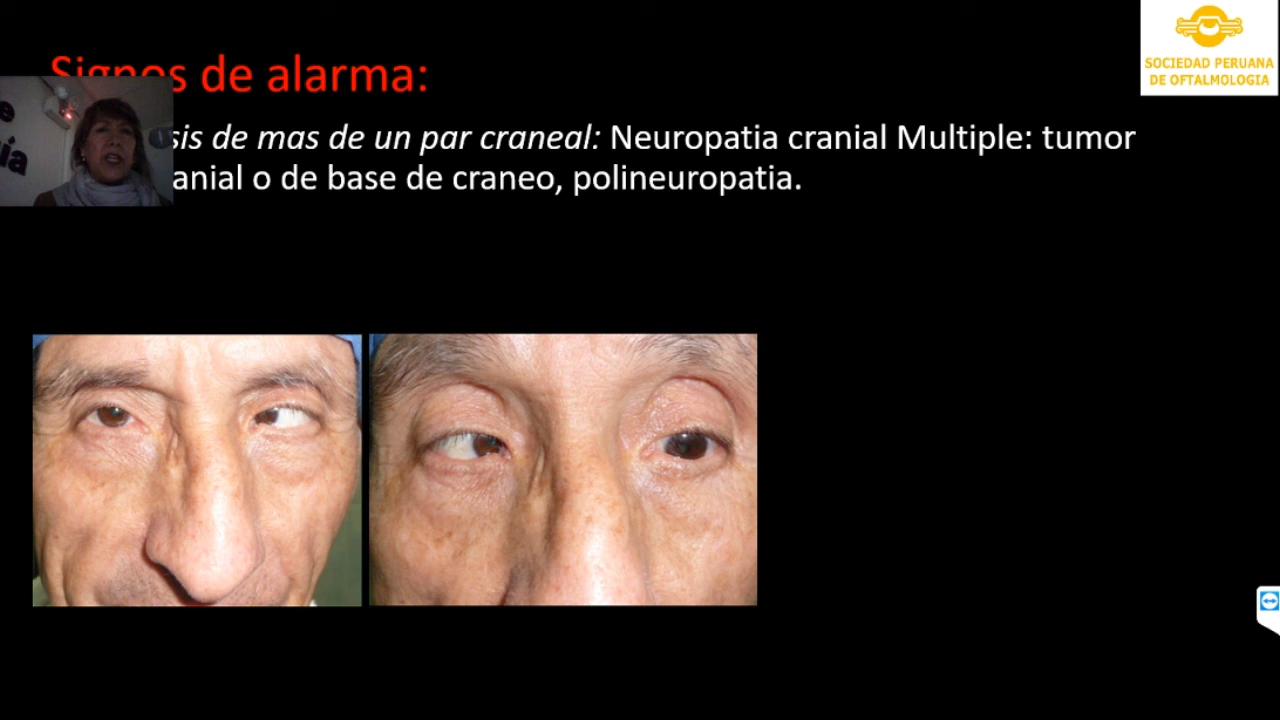 Signos de alarma:
sis de mas de un par craneal: Neuropatia cranial Multiple: tumor
anial o de base de craneo, polineuropatia.
SOCIEDAD PERUANA
DE OFTALMOLOGIA